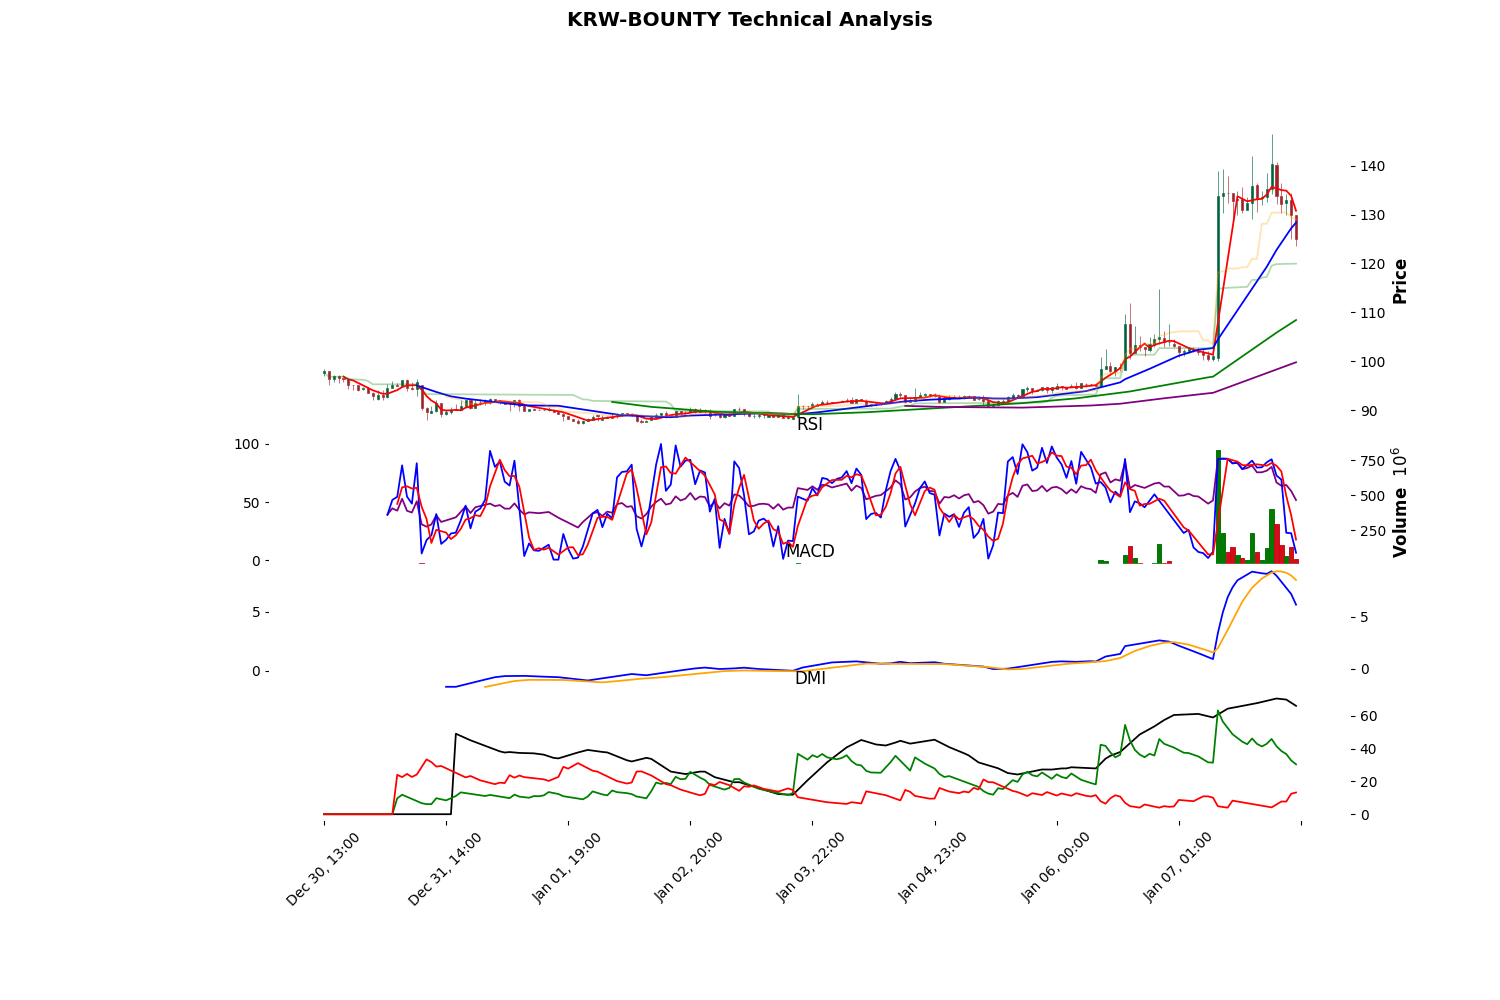 KRW-BOUNTY Technical Analysis
140
130
120
110
100
90
Price
RSI
100
50
0
750
500
250
Volume 10^6
MACD
5
0
5
0
DMI
60
40
20
0
Dec 30, 13:00
Dec 31, 14:00
Jan 01, 19:00
Jan 02, 20:00
Jan 03, 22:00
Jan 04, 23:00
Jan 06, 00:00
Jan 07, 01:00